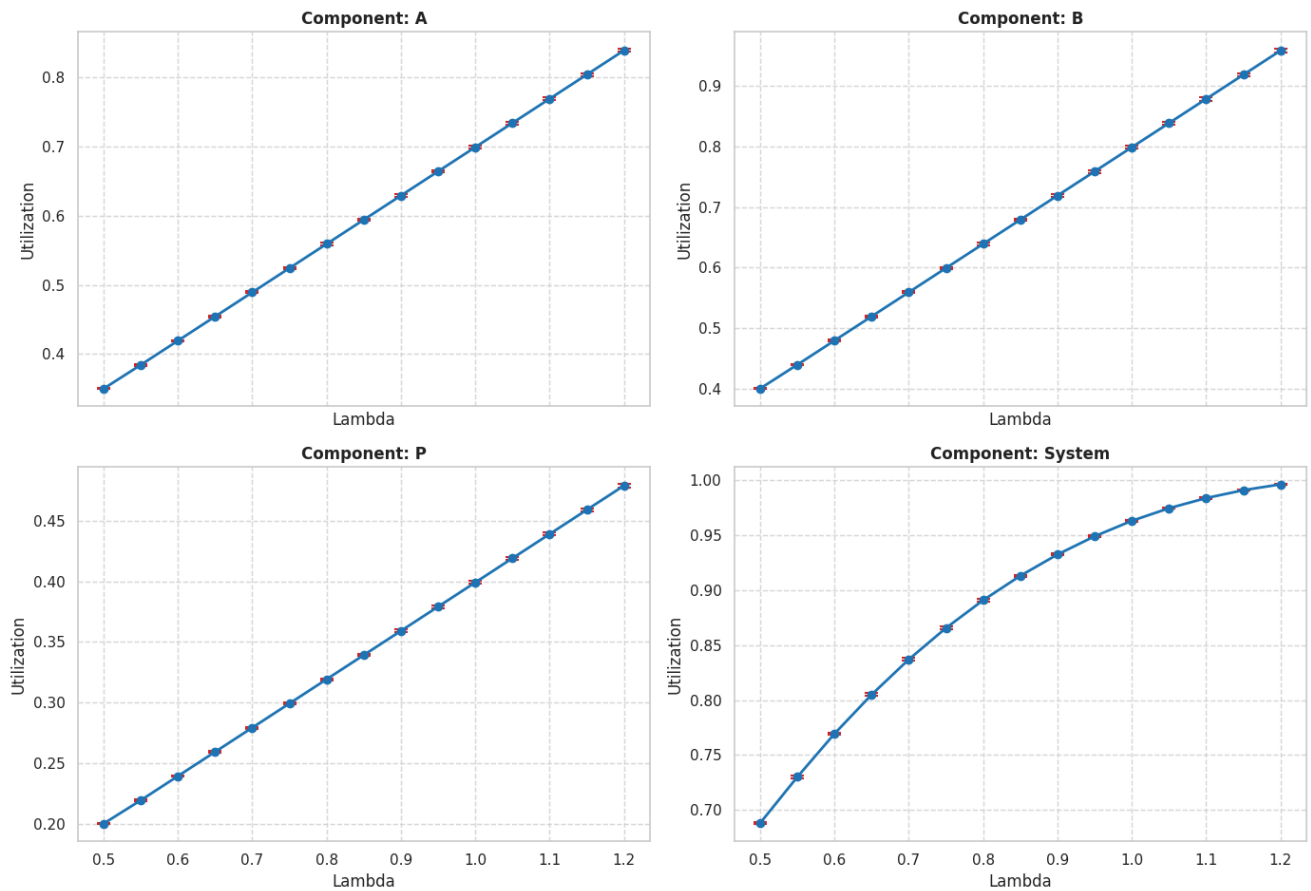 Component: A
Utilization
0.8
0.7
0.6
0.5
0.4
Lambda
Component: B
Utilization
0.9
0.8
0.7
0.6
0.5
0.4
Lambda
Component: P
Utilization
0.45
0.40
0.35
0.30
0.25
0.20
0.5 0.6 0.7 0.8 0.9 1.0 1.1 1.2
Lambda
Component: System
Utilization
1.00
0.95
0.90
0.85
0.80
0.75
0.70
0.5 0.6 0.7 0.8 0.9 1.0 1.1 1.2
Lambda